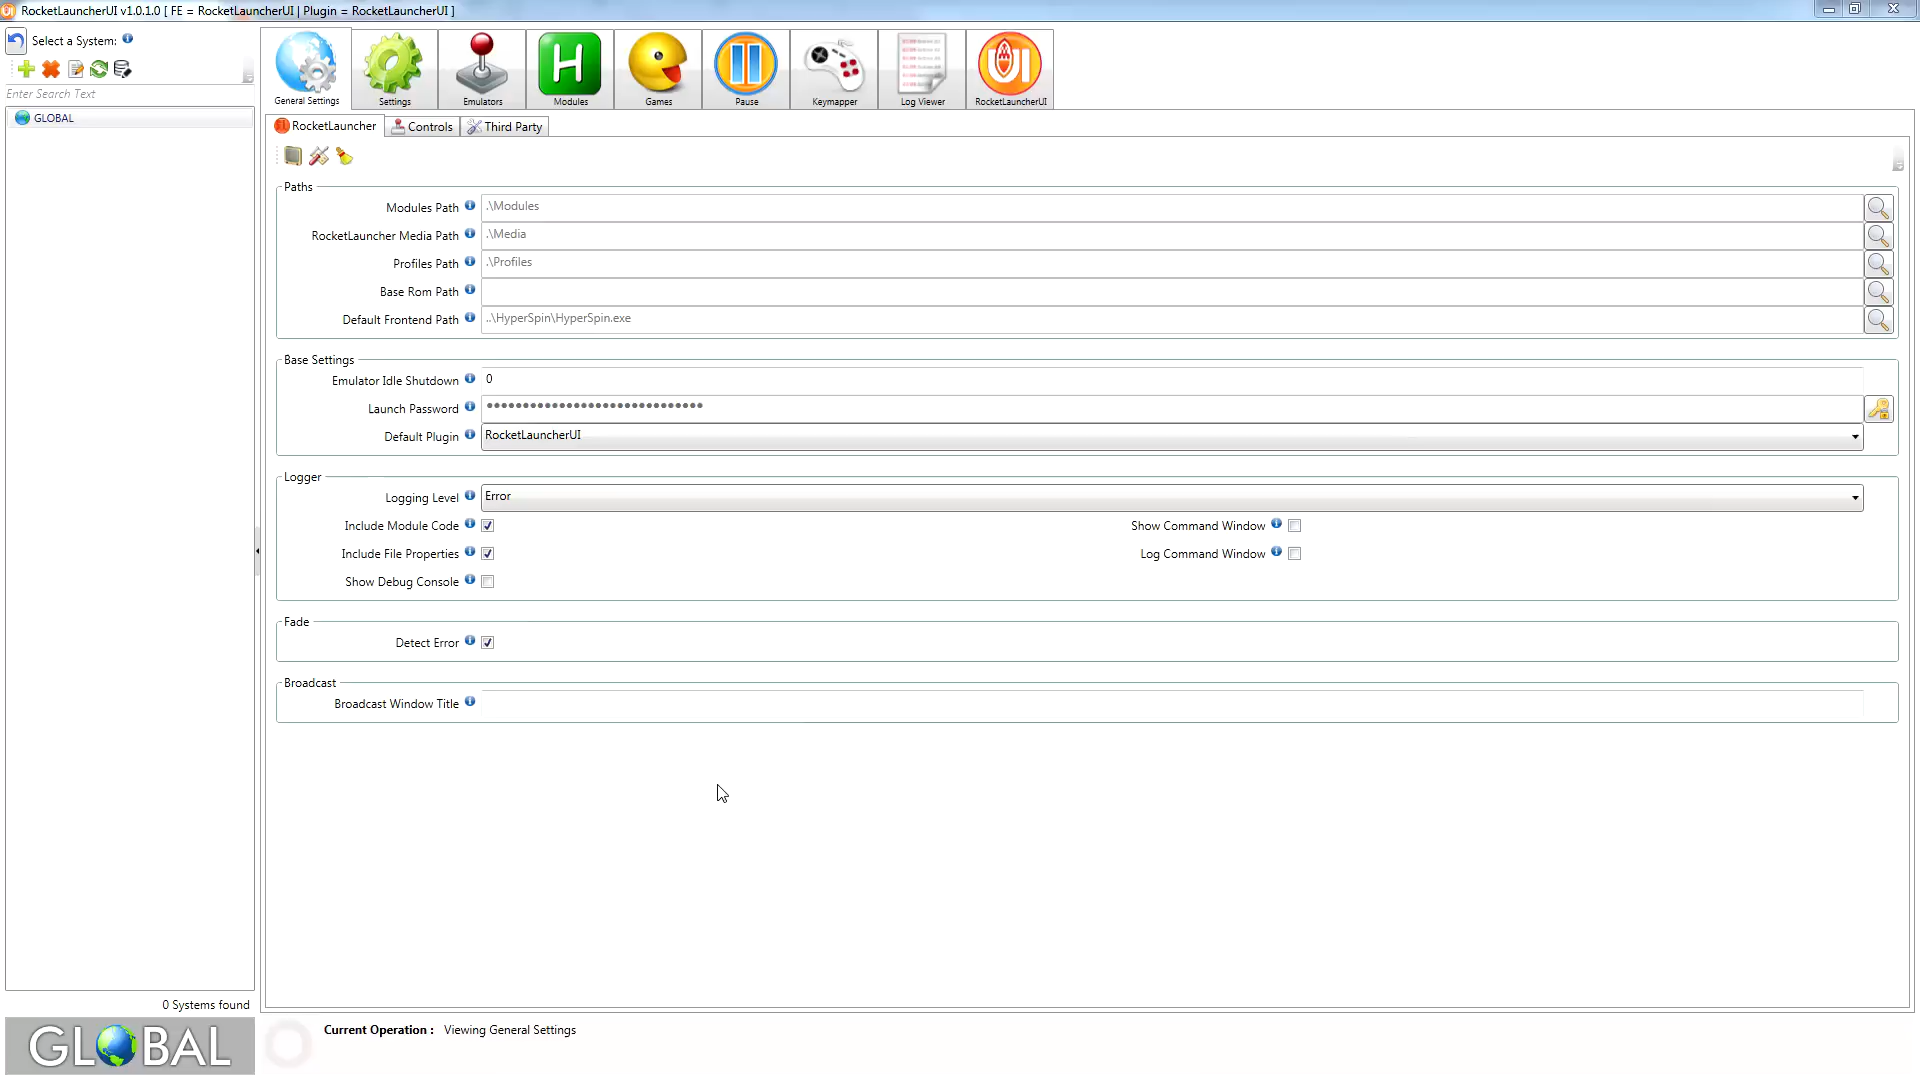 RocketLauncherUI v1.0.1.0 [ FE = RocketLauncherUI | Plugin = RocketLauncherUI ]
Select a System:
Enter Search Text
GLOBAL
General Settings
Settings
Emulators
H
Modules
Games
Pause
Keymapper
Log Viewer
UI
RocketLauncherUI
RocketLauncher
Controls
Third Party
Paths
Modules Path .\Modules
RocketLauncher Media Path .\Media
Profiles Path .\Profiles
Base Rom Path
Default Frontend Path ..\HyperSpin\HyperSpin.exe
Base Settings
Emulator Idle Shutdown 0
Launch Password ••••••••••••••••••••••••••••••
Default Plugin RocketLauncherUI
Logger
Logging Level Error
Include Module Code Show Command Window
Include File Properties Log Command Window
Show Debug Console
Fade
Detect Error
Broadcast
Broadcast Window Title
0 Systems found
GLOBAL
Current Operation : Viewing General Settings